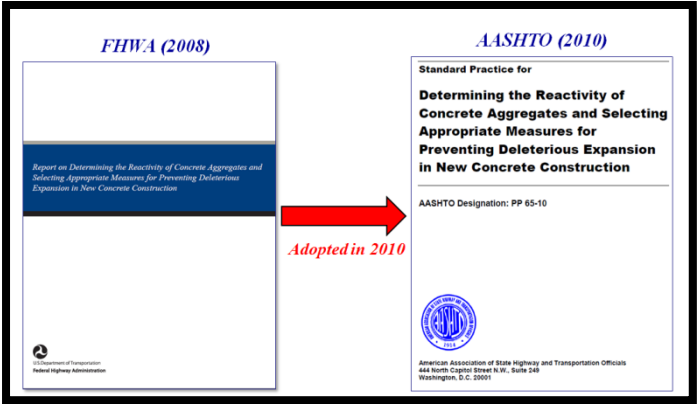 FHWA (2008)
Report on Determining the Reactivity of Concrete Aggregates and
Selecting Appropriate Measures for Preventing Deleterious
Expansion in New Concrete Construction
U.S.Department of Transportation
Federal Highway Administration
Adopted in 2010
AASHTO (2010)
Standard Practice for
Determining the Reactivity of
Concrete Aggregates and Selecting
Appropriate Measures for
Preventing Deleterious Expansion
in New Concrete Construction
AASHTO Designation: PP 65-10
AASHTO
1914
American Association of State Highway and Transportation Officials
444 North Capitol Street N.W., Suite 249
Washington, D.C. 20001